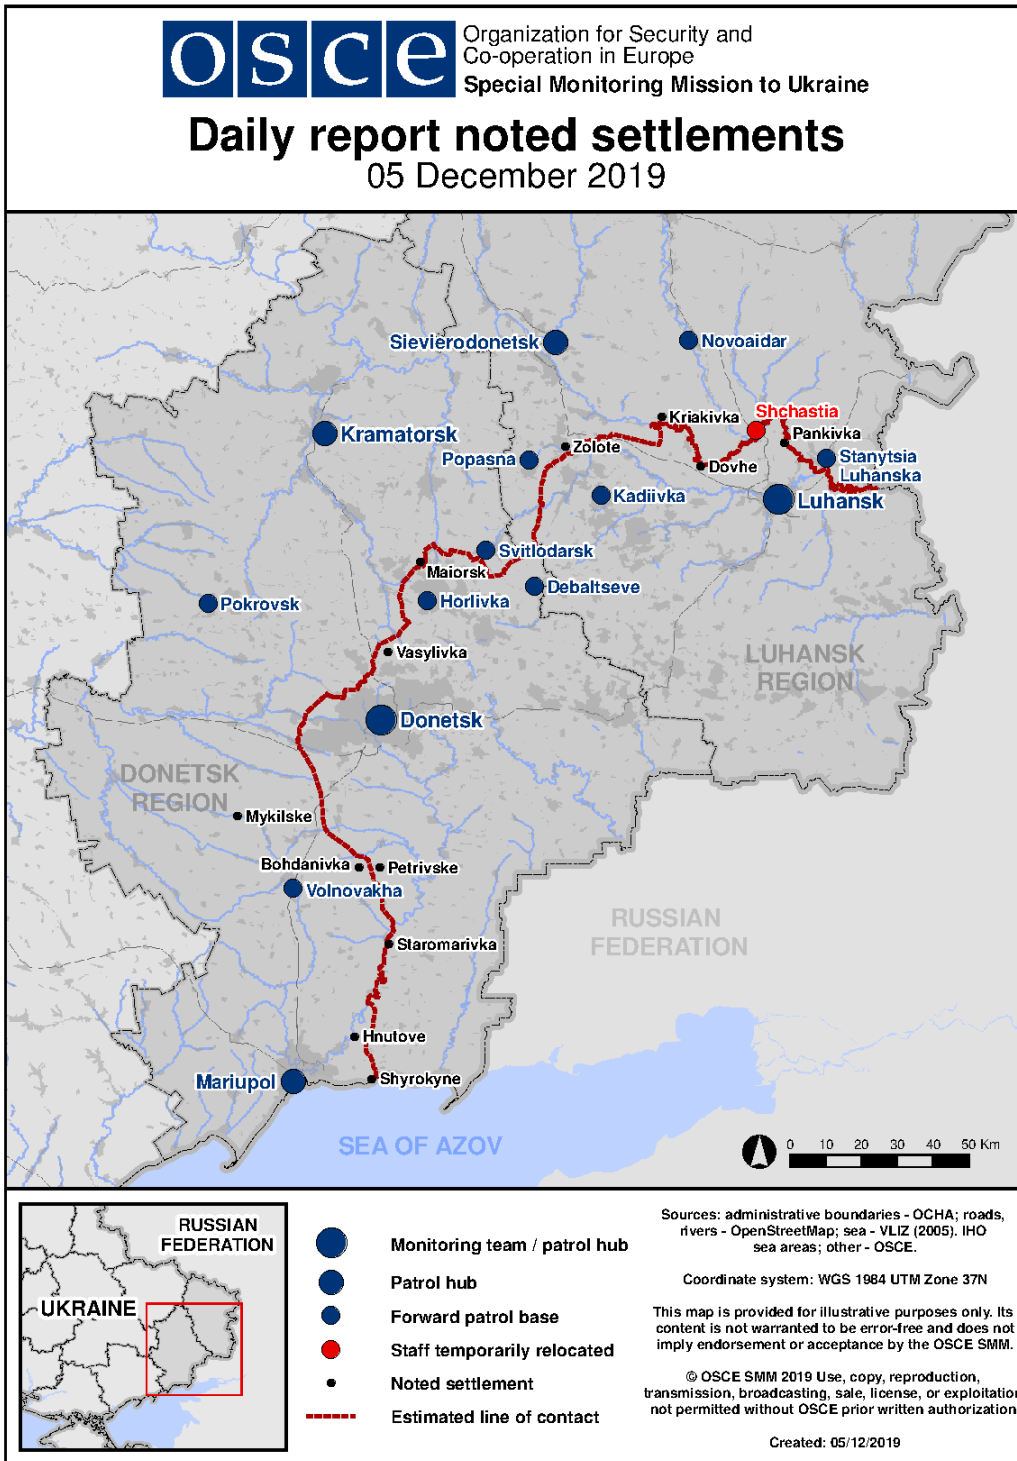 osce
Organization for Security and
Co-operation in Europe
Special Monitoring Mission to Ukraine
Daily report noted settlements
05 December 2019
Sievierodonetsk
Novoaidar
Kramatorsk
Kriakivka
Shchastia
Pankivka
Zolote
Popasna
Dovhe
Stanytsia
Luhanska
Kadiivka
Luhansk
Svitlodarsk
Maiorsk
Debaltseve
Pokrovsk
Horlivka
Vasylivka
LUHANSK
REGION
Donetsk
DONETSK
REGION
Mykilske
Bohdanivka
Petrivske
Volnovakha
RUSSIAN
FEDERATION
Staromarivka
Hnutove
Mariupol
Shyrokyne
SEA OF AZOV
0 10 20 30 40 50 Km
RUSSIAN
FEDERATION
UKRAINE
Monitoring team / patrol hub
Patrol hub
Forward patrol base
Staff temporarily relocated
Noted settlement
Estimated line of contact
Sources: administrative boundaries - OCHA; roads,
rivers - OpenStreetMap; sea - VLIZ (2005). IHO
sea areas; other - OSCE.
Coordinate system: WGS 1984 UTM Zone 37N
This map is provided for illustrative purposes only. Its
content is not warranted to be error-free and does not
imply endorsement or acceptance by the OSCE SMM.
© OSCE SMM 2019 Use, copy, reproduction,
transmission, broadcasting, sale, license, or exploitation
not permitted without OSCE prior written authorization
Created: 05/12/2019